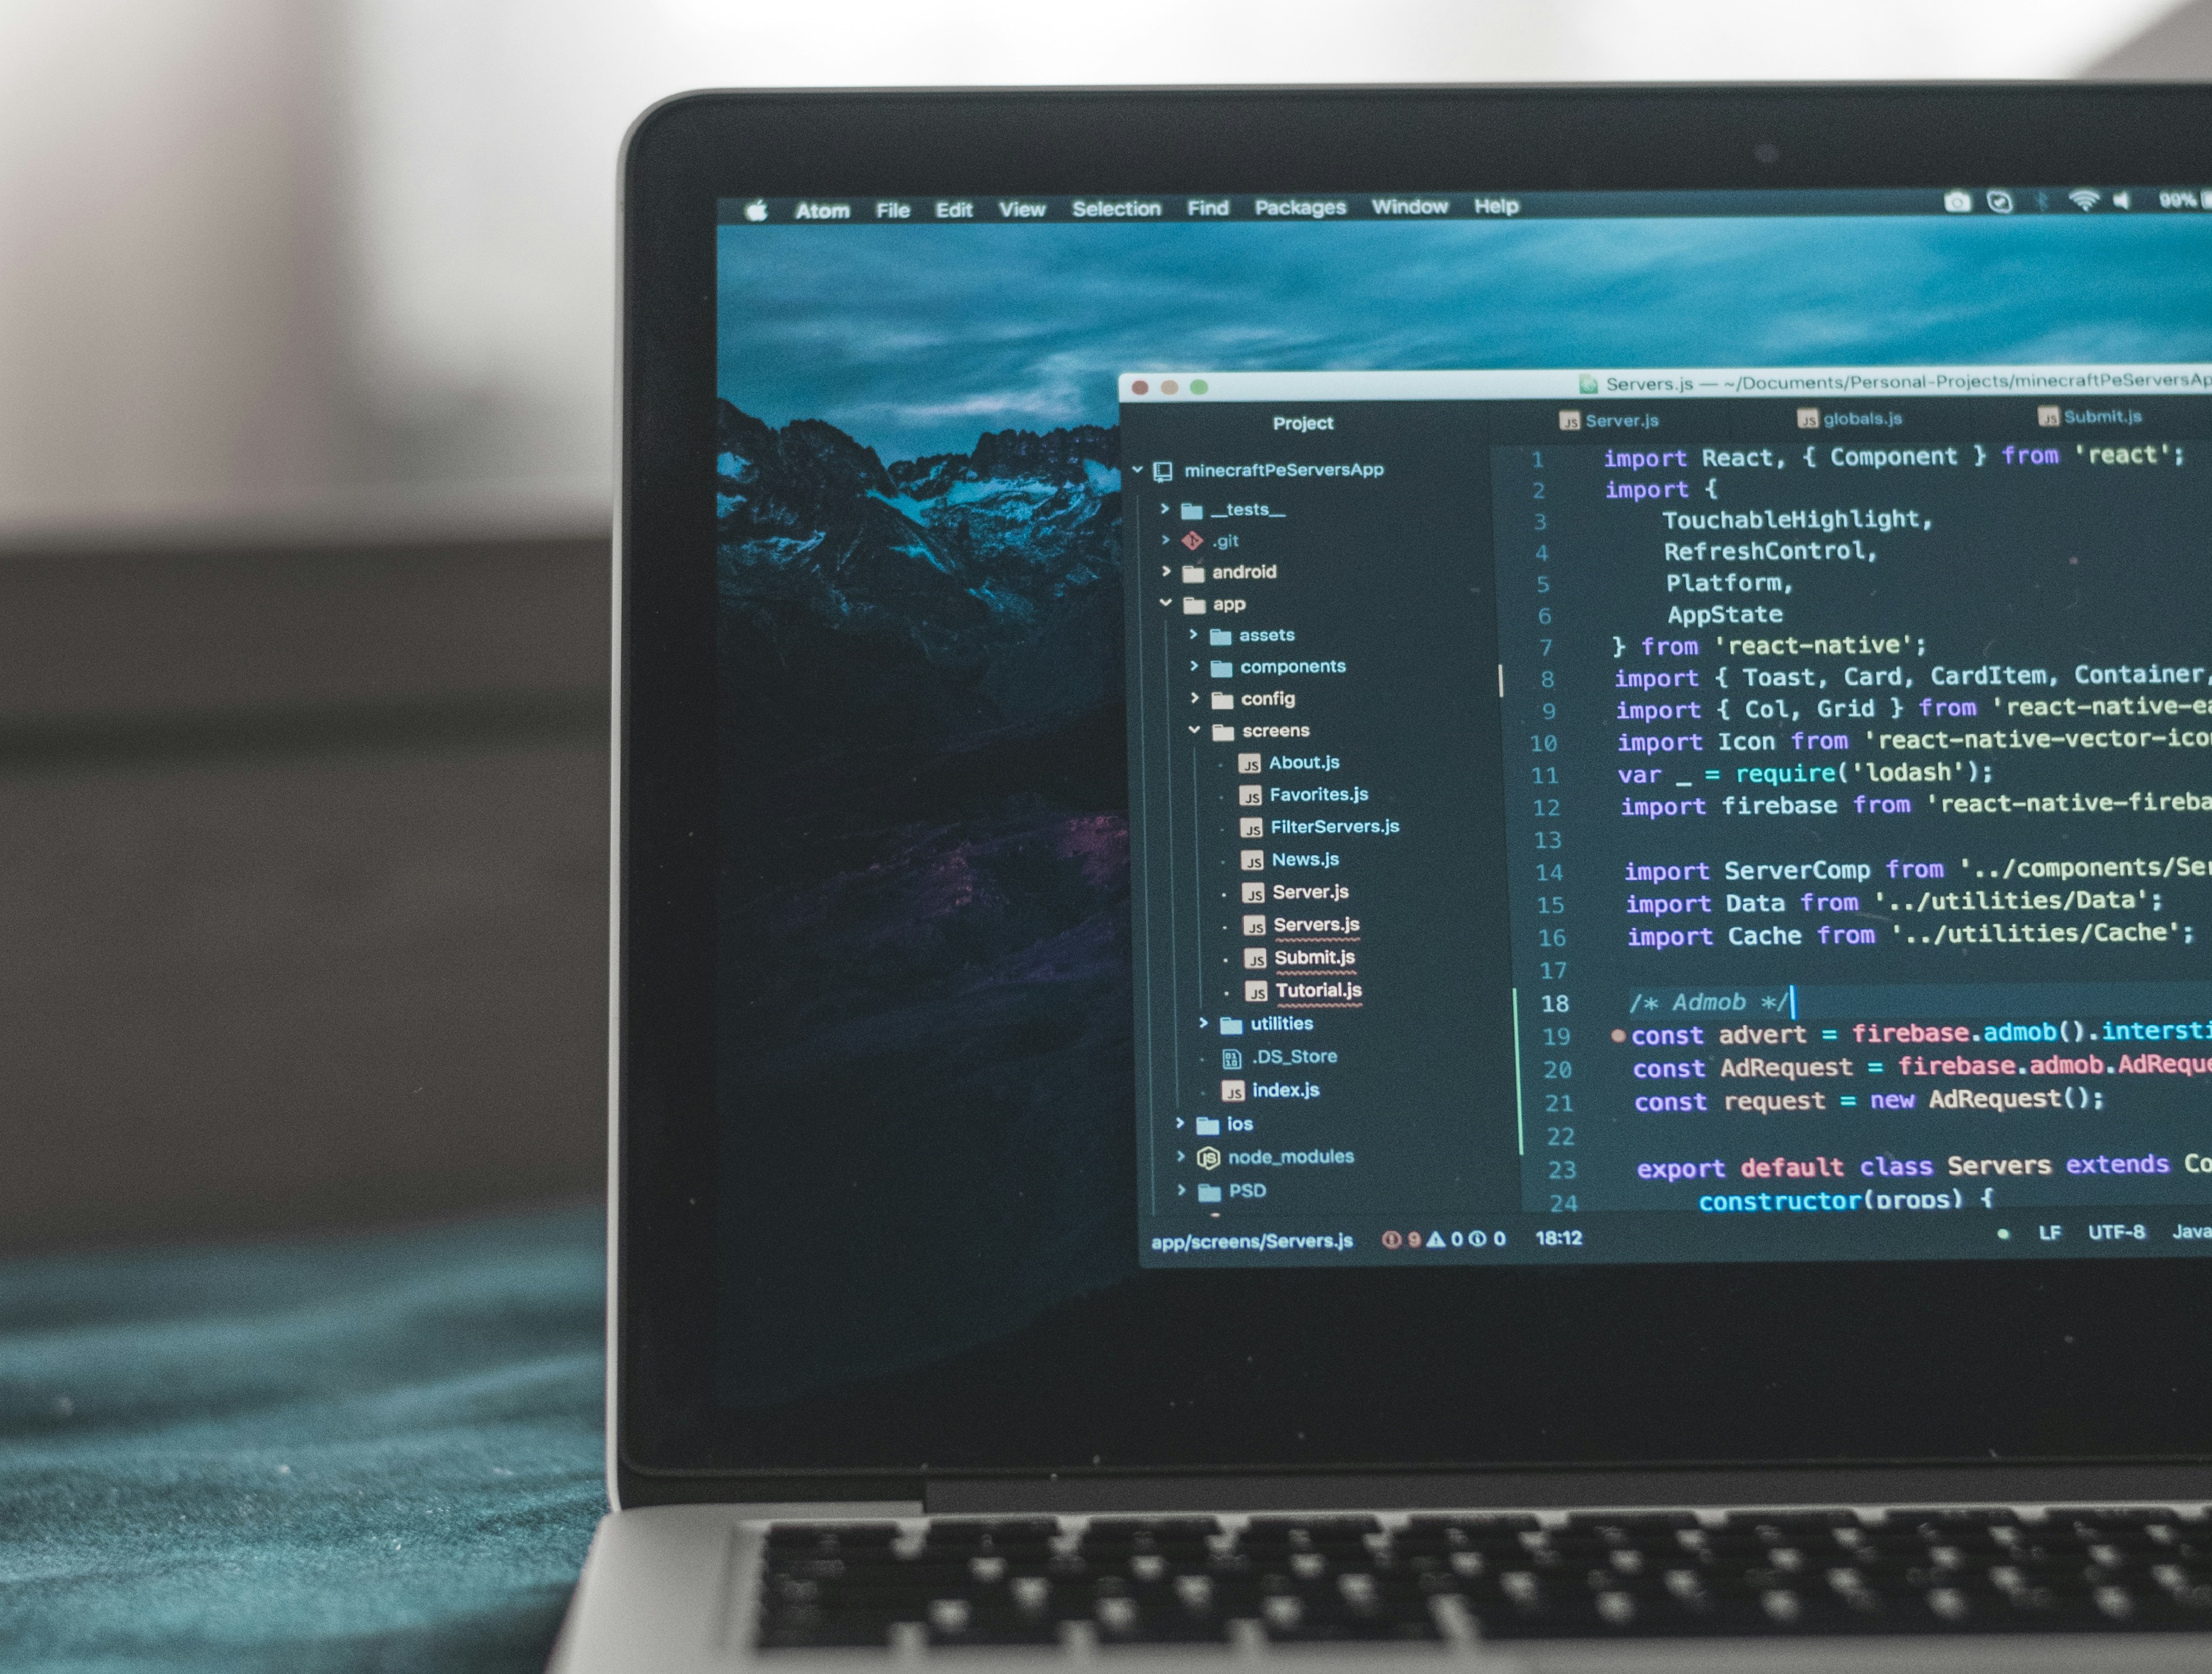 Atom File Edit View Selection Find Packages Window Help 99%
Servers.js — ~/Documents/Personal-Projects/minecraftPeServersAp
Project
Server.js globals.js Submit.js
minecraftPeServersApp
__tests__
.git
android
app
assets
components
config
screens
About.js
Favorites.js
FilterServers.js
News.js
Server.js
Servers.js
Submit.js
Tutorial.js
utilities
.DS_Store
index.js
ios
node_modules
PSD
1 import React, { Component } from 'react';
2 import {
3 TouchableHighlight,
4 RefreshControl,
5 Platform,
6 AppState
7 } from 'react-native';
8 import { Toast, Card, CardItem, Container,
9 import { Col, Grid } from 'react-native-ea
10 import Icon from 'react-native-vector-ico
11 var _ = require('lodash');
12 import firebase from 'react-native-fireba
13
14 import ServerComp from '../components/Ser
15 import Data from '../utilities/Data';
16 import Cache from '../utilities/Cache';
17
18 /* Admob */
19 const advert = firebase.admob().intersti
20 const AdRequest = firebase.admob.AdReque
21 const request = new AdRequest();
22
23 export default class Servers extends Co
24 constructor(props) {
app/screens/Servers.js 9 0 0 18:12 LF UTF-8 Java